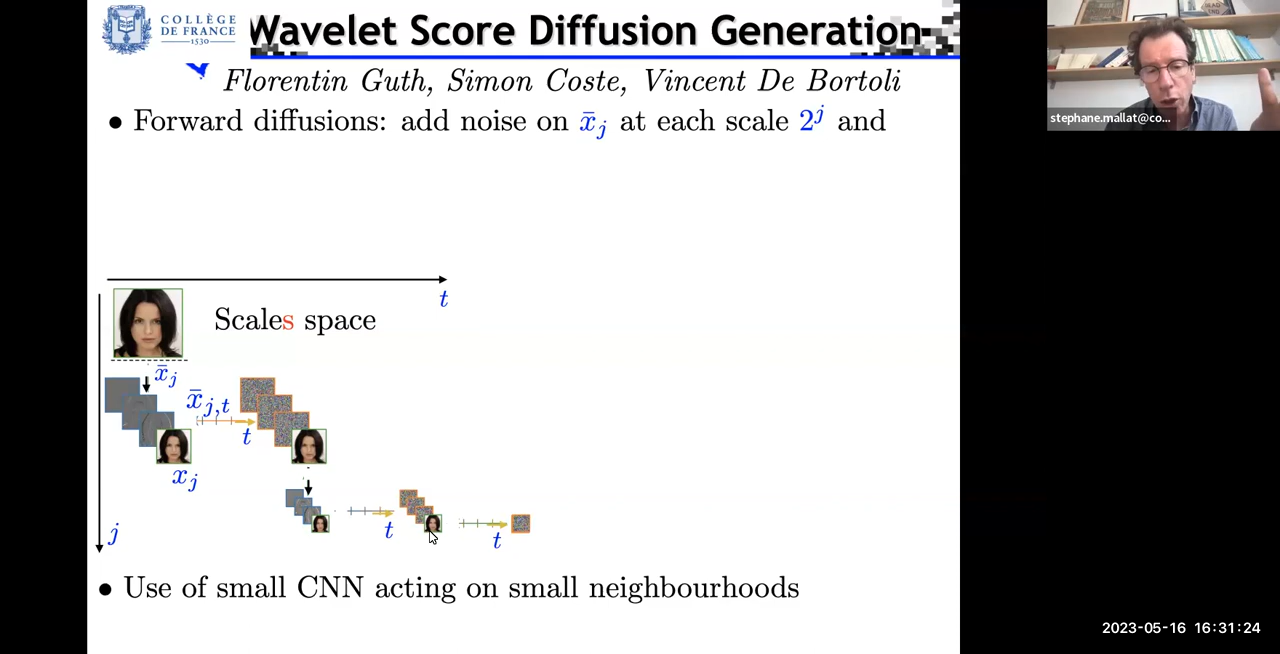 COLLÈGE
DE FRANCE
1530
Wavelet Score Diffusion Generation
Florentin Guth, Simon Coste, Vincent De Bortoli
• Forward diffusions: add noise on x̄j at each scale 2^j and
stephane.mallat@co...
t
Scales space
x̄j
x̄j,t
t
xj
t
t
j
• Use of small CNN acting on small neighbourhoods
2023-05-16 16:31:24